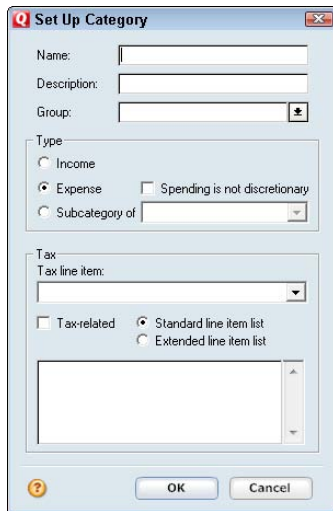 Set Up Category
Name:
Description:
Group:
Type
Income
Expense
Spending is not discretionary
Subcategory of
Tax
Tax line item:
Tax-related
Standard line item list
Extended line item list
OK
Cancel